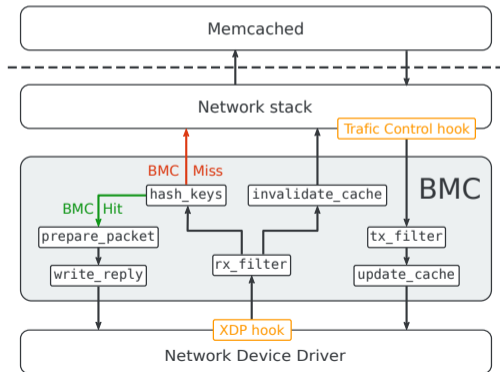 Memcached
Network stack
Trafic Control hook
BMC Miss
BMC
hash_keys
invalidate_cache
BMC Hit
prepare_packet
tx_filter
rx_filter
write_reply
update_cache
XDP hook
Network Device Driver